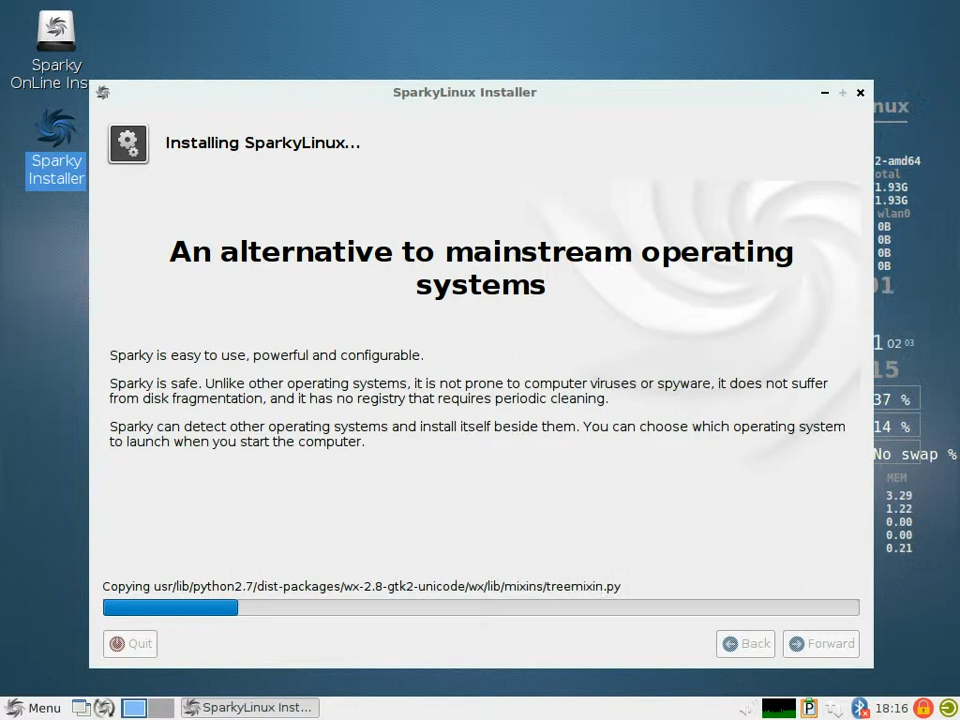 Sparky
OnLine Ins
Sparky
Installer
SparkyLinux Installer
Installing SparkyLinux...
An alternative to mainstream operating
systems
Sparky is easy to use, powerful and configurable.
Sparky is safe. Unlike other operating systems, it is not prone to computer viruses or spyware, it does not suffer
from disk fragmentation, and it has no registry that requires periodic cleaning.
Sparky can detect other operating systems and install itself beside them. You can choose which operating system
to launch when you start the computer.
Copying usr/lib/python2.7/dist-packages/wx-2.8-gtk2-unicode/wx/lib/mixins/treemixin.py
Quit
Back
Forward
nux
2-amd64
otal
1.93G
1.93G
wlan0
0B
0B
0B
0B
01
1 02 03
15
37 %
14 %
No swap %
MEM
3.29
1.22
0.00
0.00
0.21
Menu
SparkyLinux Inst...
P
18:16